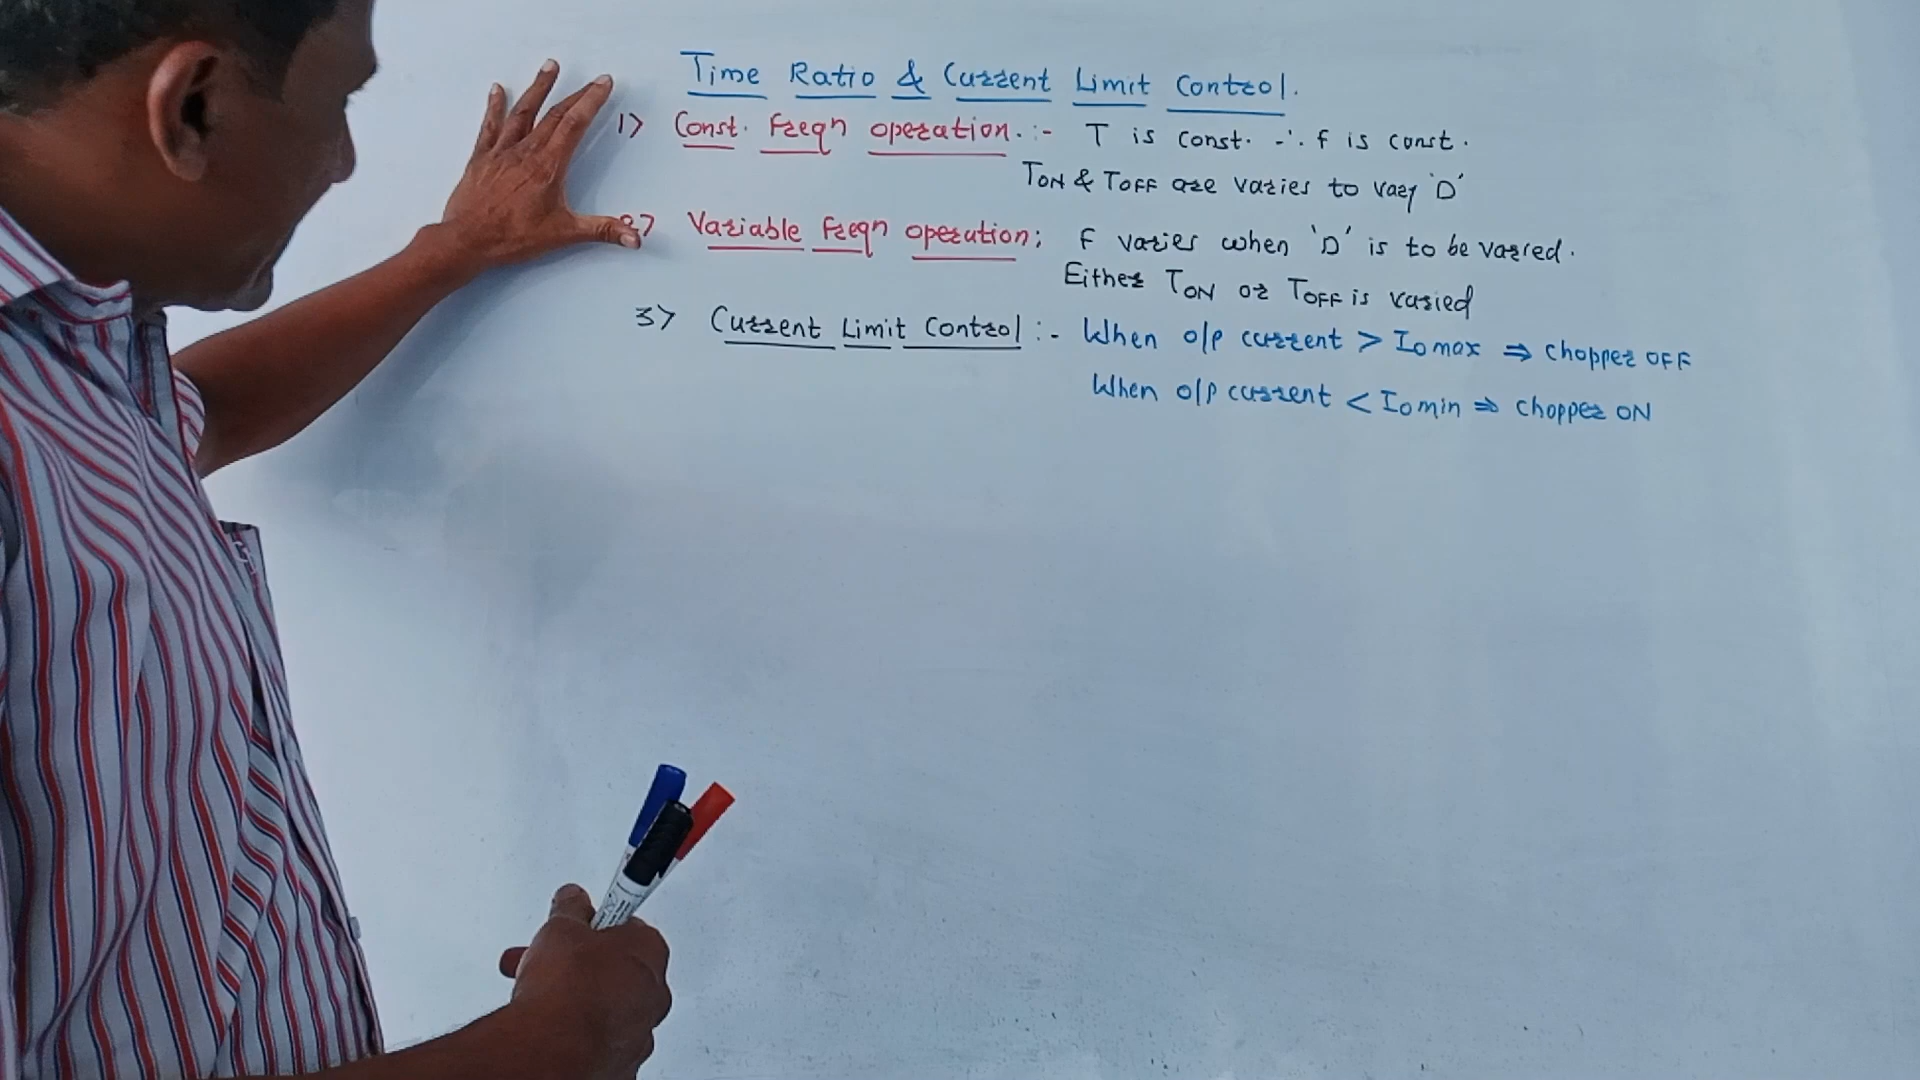 Time Ratio & Current Limit Control.
1) Const. Freqn operation. :- T is const. ∴ f is const.
TON & TOFF are varies to vary 'D'
2) Variable freqn operation; f varies when 'D' is to be varied.
Either TON or TOFF is varied
3) Current Limit Control :- When o/p current > Iomax ⇒ chopper OFF
When o/p current < Iomin ⇒ chopper ON